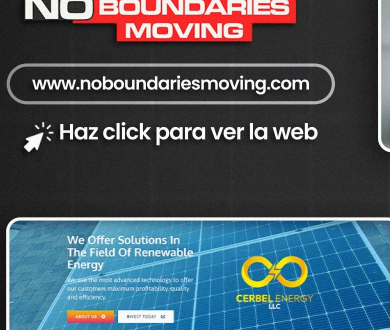 NO BOUNDARIES
MOVING
www.noboundariesmoving.com
Haz click para ver la web
We Offer Solutions In
The Field Of Renewable
Energy
We use the most advanced technology to offer
our customers maximum profitability, quality
and efficiency.
CERBEL ENERGY
LLC
ABOUT US
INVEST TODAY